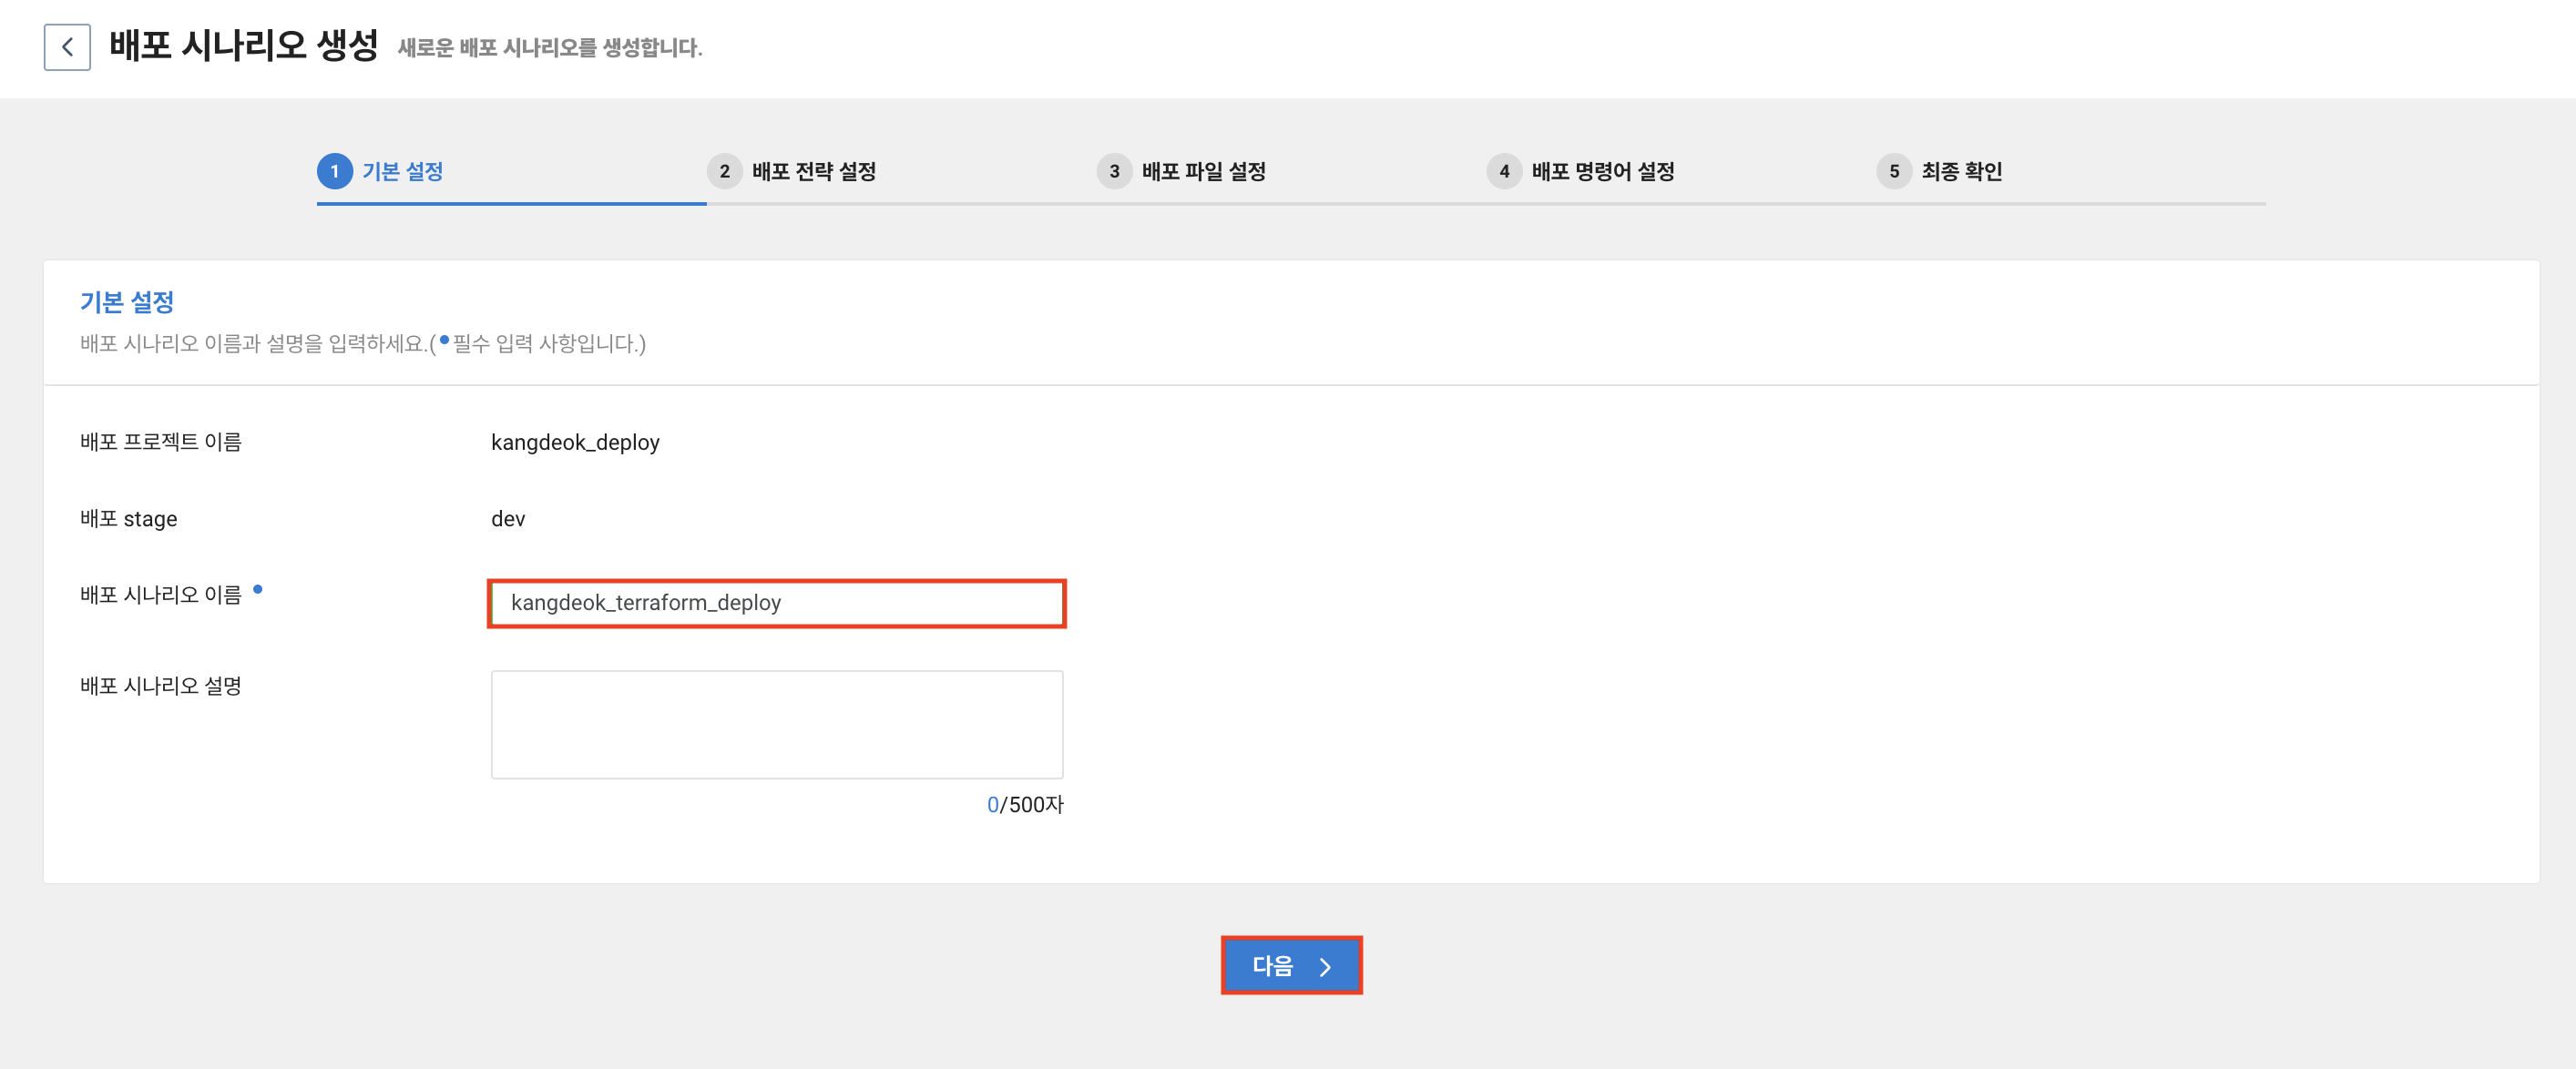 배포 시나리오 생성 새로운 배포 시나리오를 생성합니다.
1 기본 설정 2 배포 전략 설정 3 배포 파일 설정 4 배포 명령어 설정 5 최종 확인
기본 설정
배포 시나리오 이름과 설명을 입력하세요.( 필수 입력 사항입니다.)
배포 프로젝트 이름 kangdeok_deploy
배포 stage dev
배포 시나리오 이름 kangdeok_terraform_deploy
배포 시나리오 설명
0/500자
다음